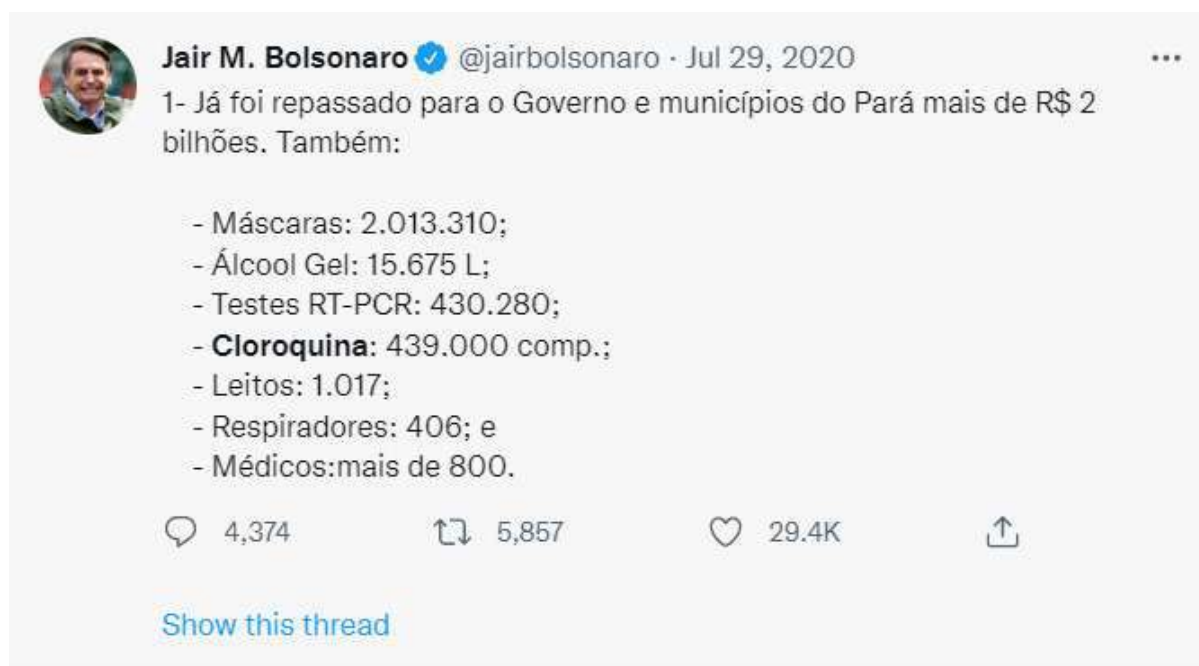 Jair M. Bolsonaro @jairbolsonaro · Jul 29, 2020
1- Já foi repassado para o Governo e municípios do Pará mais de R$ 2
bilhões. Também:
- Máscaras: 2.013.310;
- Álcool Gel: 15.675 L;
- Testes RT-PCR: 430.280;
- Cloroquina: 439.000 comp.;
- Leitos: 1.017;
- Respiradores: 406; e
- Médicos:mais de 800.
4,374 5,857 29.4K
Show this thread